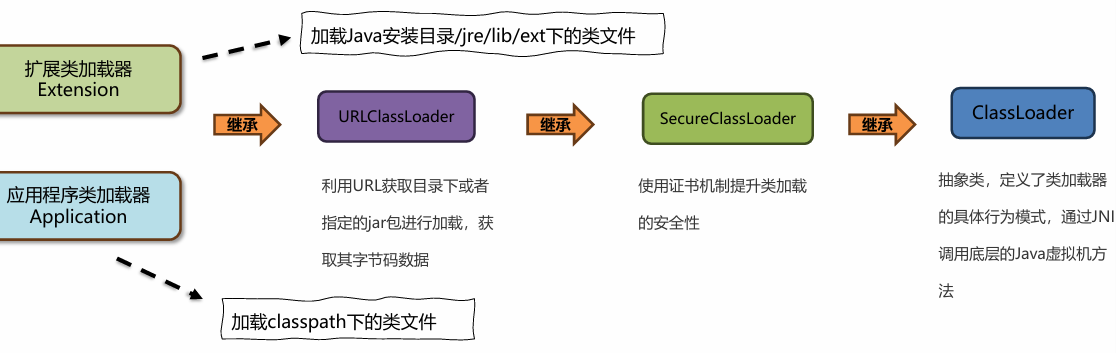 加载Java安装目录/jre/lib/ext下的类文件
扩展类加载器
Extension
继承
URLClassLoader
继承
SecureClassLoader
继承
ClassLoader
应用程序类加载器
Application
利用URL获取目录下或者
指定的jar包进行加载，获
取其字节码数据
使用证书机制提升类加载
的安全性
抽象类，定义了类加载器
的具体行为模式，通过JNI
调用底层的Java虚拟机方
法
加载classpath下的类文件